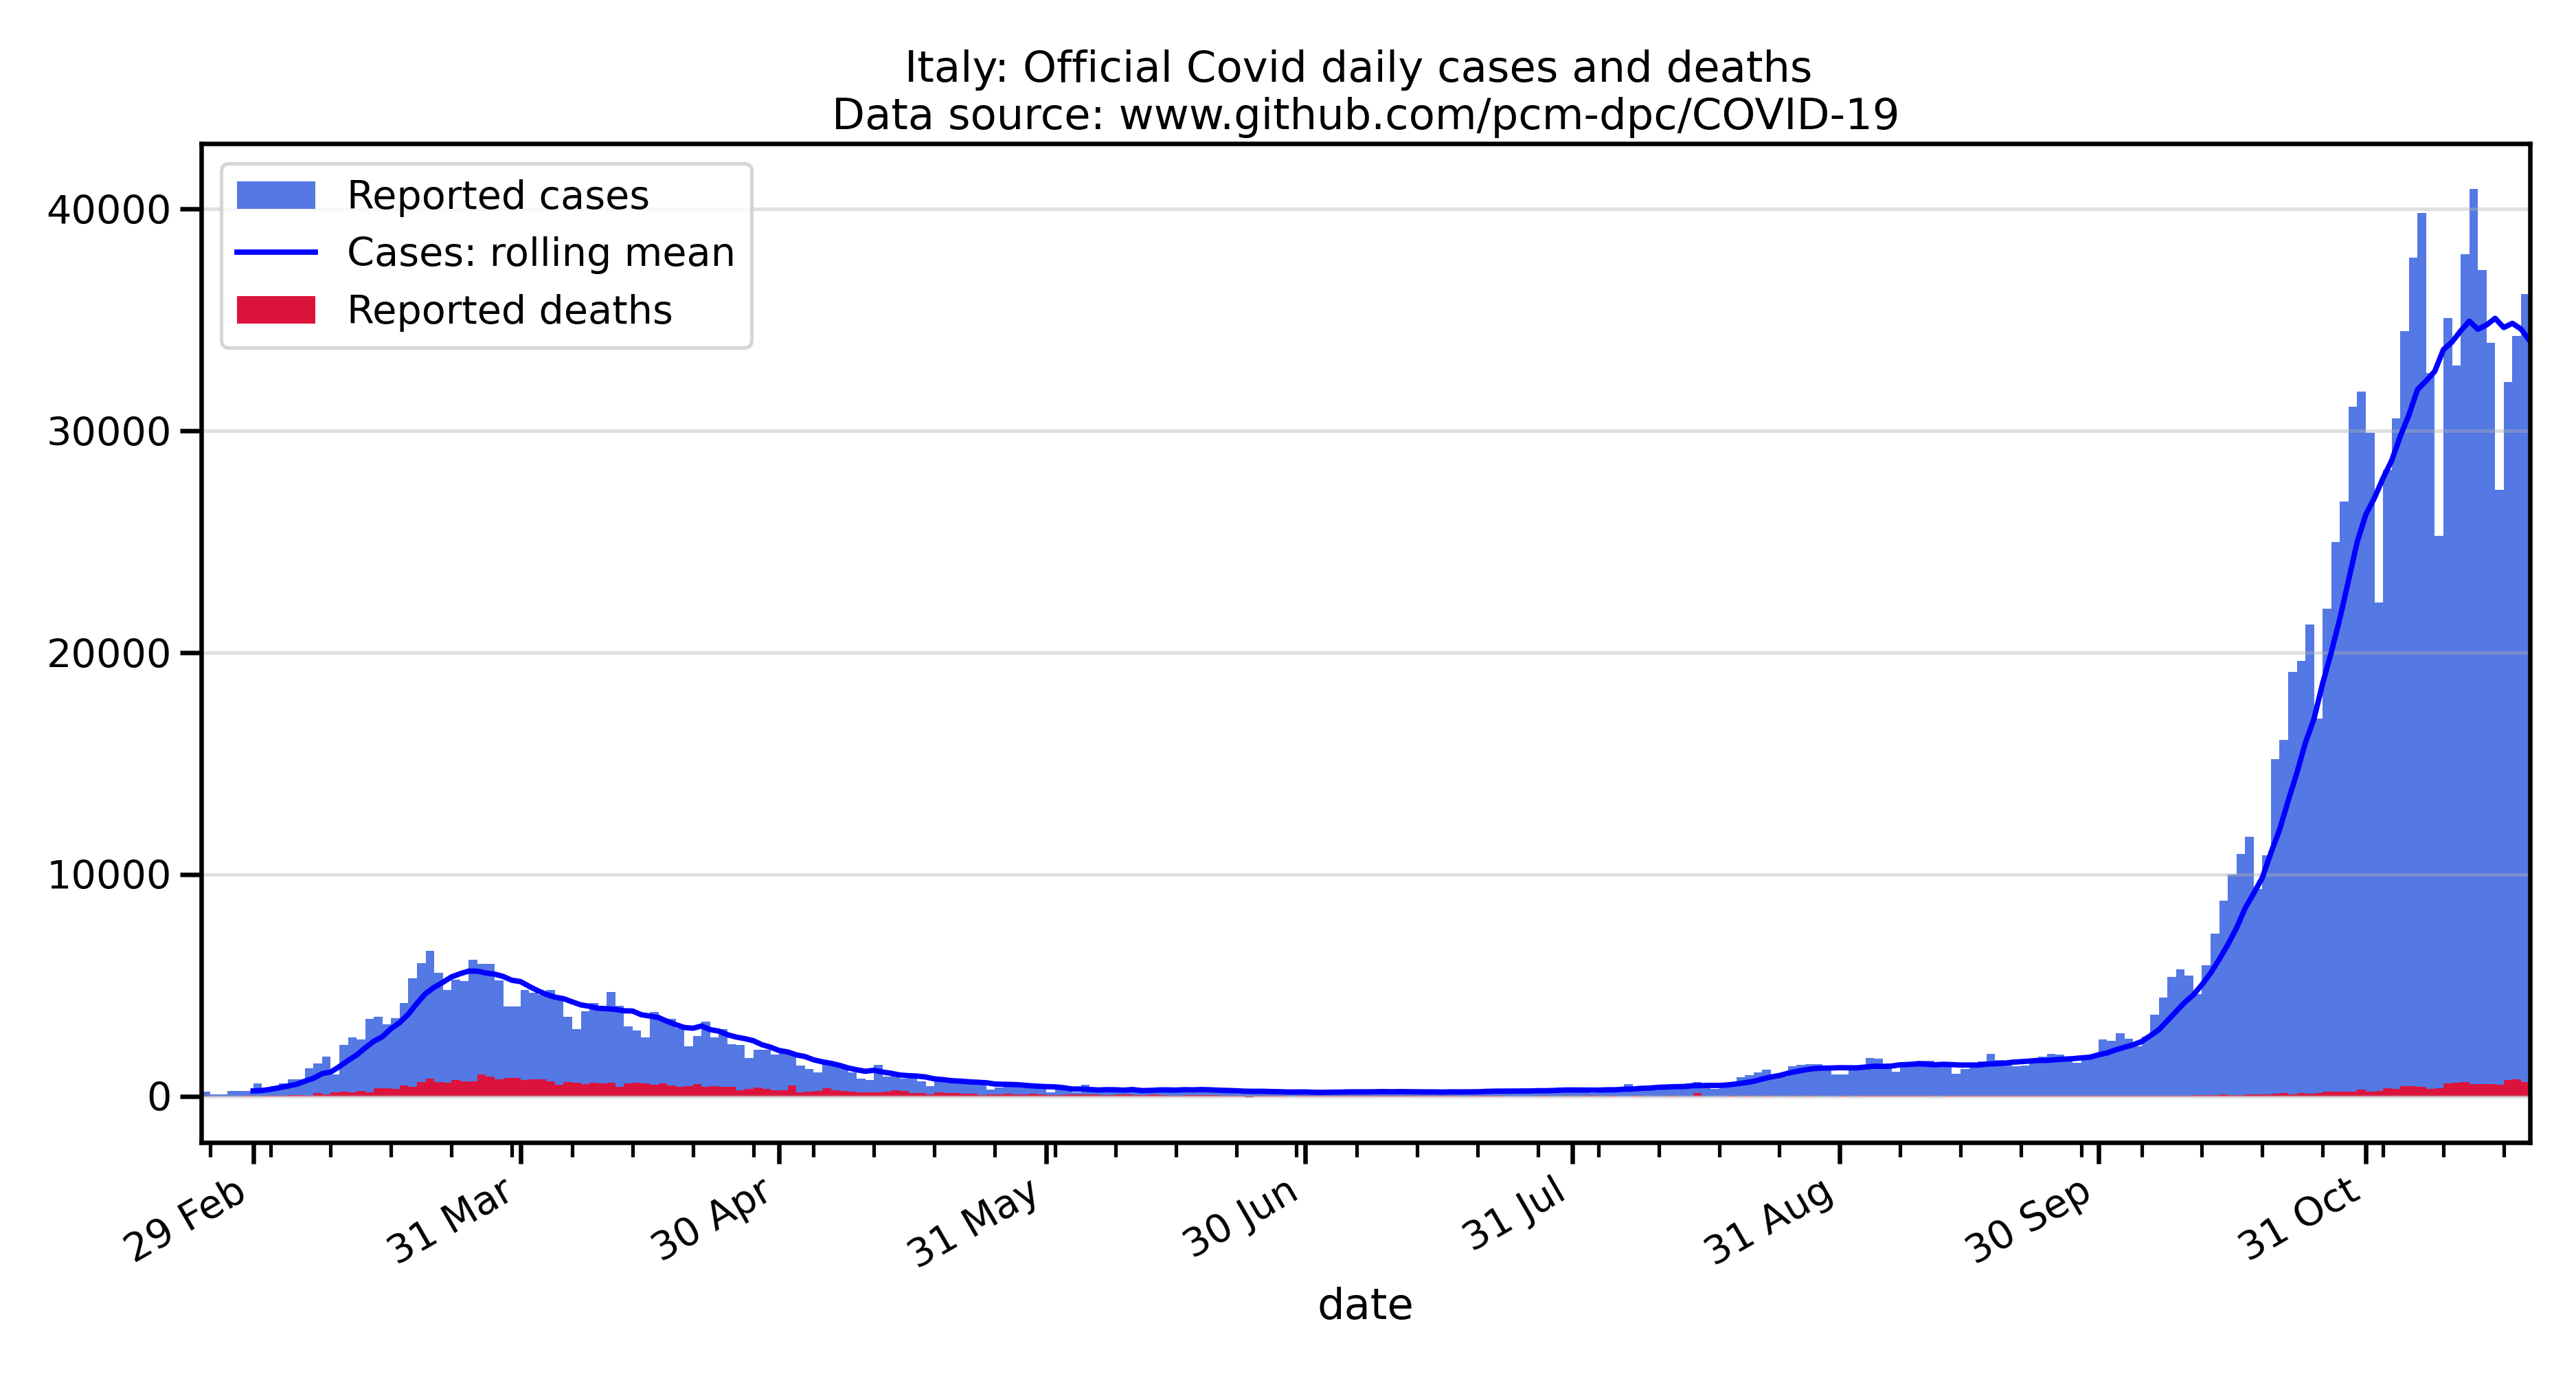 Italy: Official Covid daily cases and deaths
Data source: www.github.com/pcm-dpc/COVID-19
Reported cases
Cases: rolling mean
Reported deaths
40000
30000
20000
10000
0
29 Feb
31 Mar
30 Apr
31 May
30 Jun
31 Jul
31 Aug
30 Sep
31 Oct
date